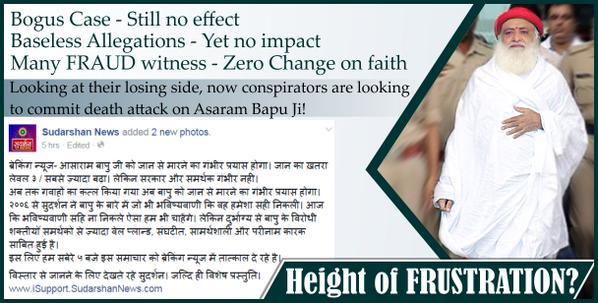 Bogus Case - Still no effect
Baseless Allegations - Yet no impact
Many FRAUD witness - Zero Change on faith
Looking at their losing side, now conspirators are looking
to commit death attack on Asaram Bapu Ji!
Sudarshan News added 2 new photos.
5 hrs · Edited ·
ब्रेकिंग न्यूज- आसाराम बापु जी को जान से मारने का गंभीर प्रयास होगा। जान का खतरा
लेवल ३ / सबसे ज्यादा बढ़ा। लेकिन सरकार और समर्थक गंभीर नही।
अब तक गवाहों का कत्ल किया गया अब बापु को जान से मारने का गंभीर प्रयास होगा।
२००६ से सुदर्शन ने बापु के बारे मे जो भी भविष्यवाणी कि वह हमेशा सही निकली। आज
कि भविष्यवाणी सहि ना निकले ऐसा हम भी चाहेंगे। लेकिन दुर्भाग्य से बापु के विरोधी
शक्तीयों समर्थको से ज्यादा वेल प्लान्ड, संघटीत, सामर्थशाली और परीनाम कारक
साबित हुई है।
इस लिए हम सबेरे ५ बजे इस समाचार को ब्रेकिंग न्यूज मे तात्काल दे रहे है।
विस्तार से जानने के लिए देखते रहे सुदर्शन। जल्दि ही विशेष प्रस्तुति।
www.iSupport.SudarshanNews.com
Height of FRUSTRATION?